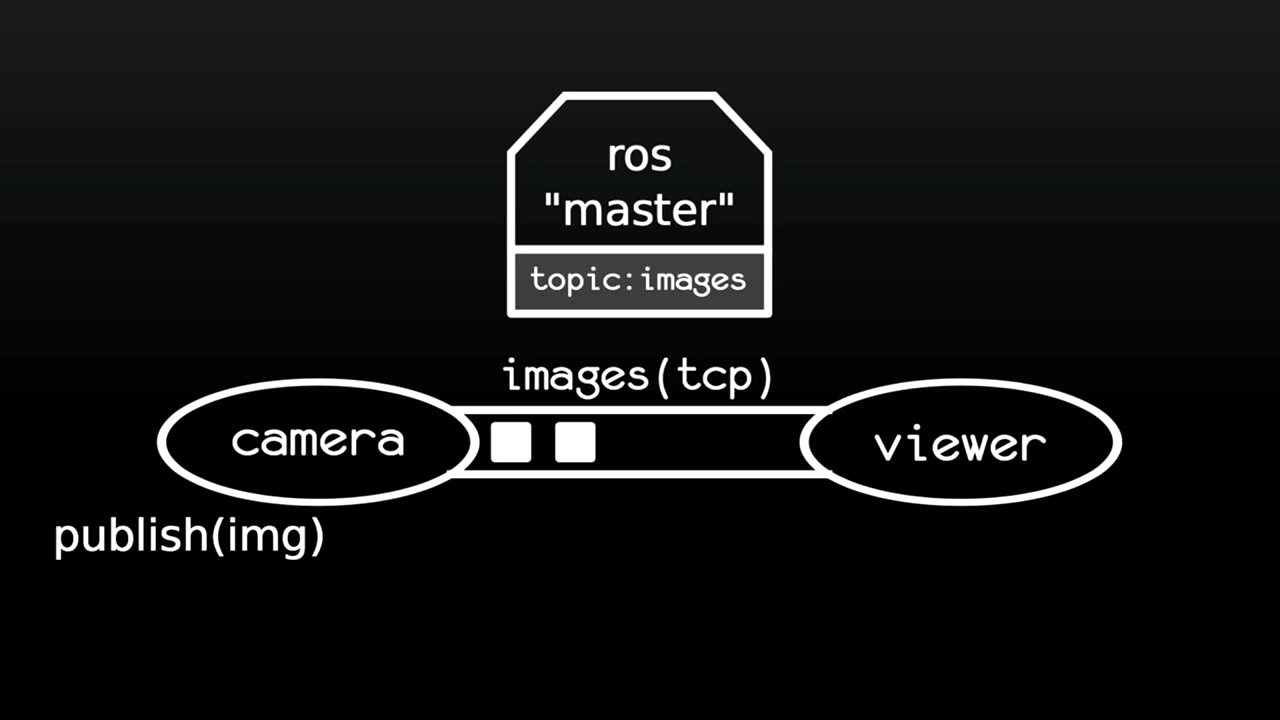 ros
"master"
topic:images
images(tcp)
camera
viewer
publish(img)